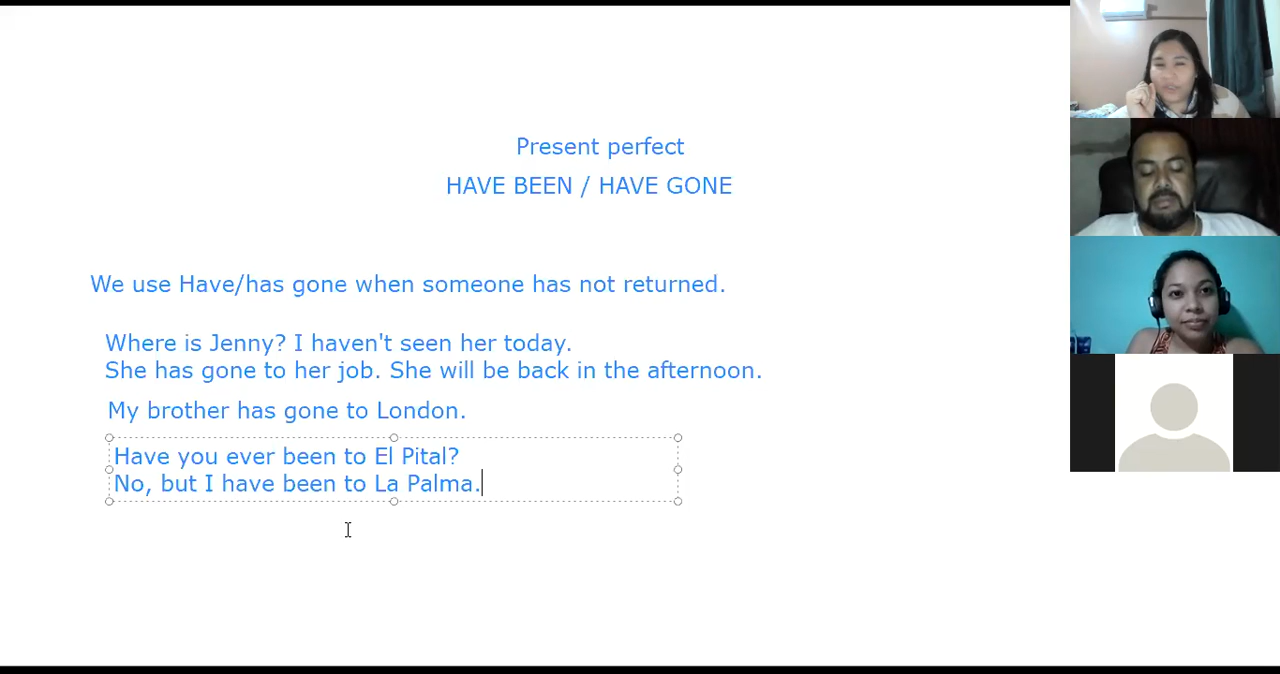 Present perfect
HAVE BEEN / HAVE GONE
We use Have/has gone when someone has not returned.
Where is Jenny? I haven't seen her today.
She has gone to her job. She will be back in the afternoon.
My brother has gone to London.
Have you ever been to El Pital?
No, but I have been to La Palma.